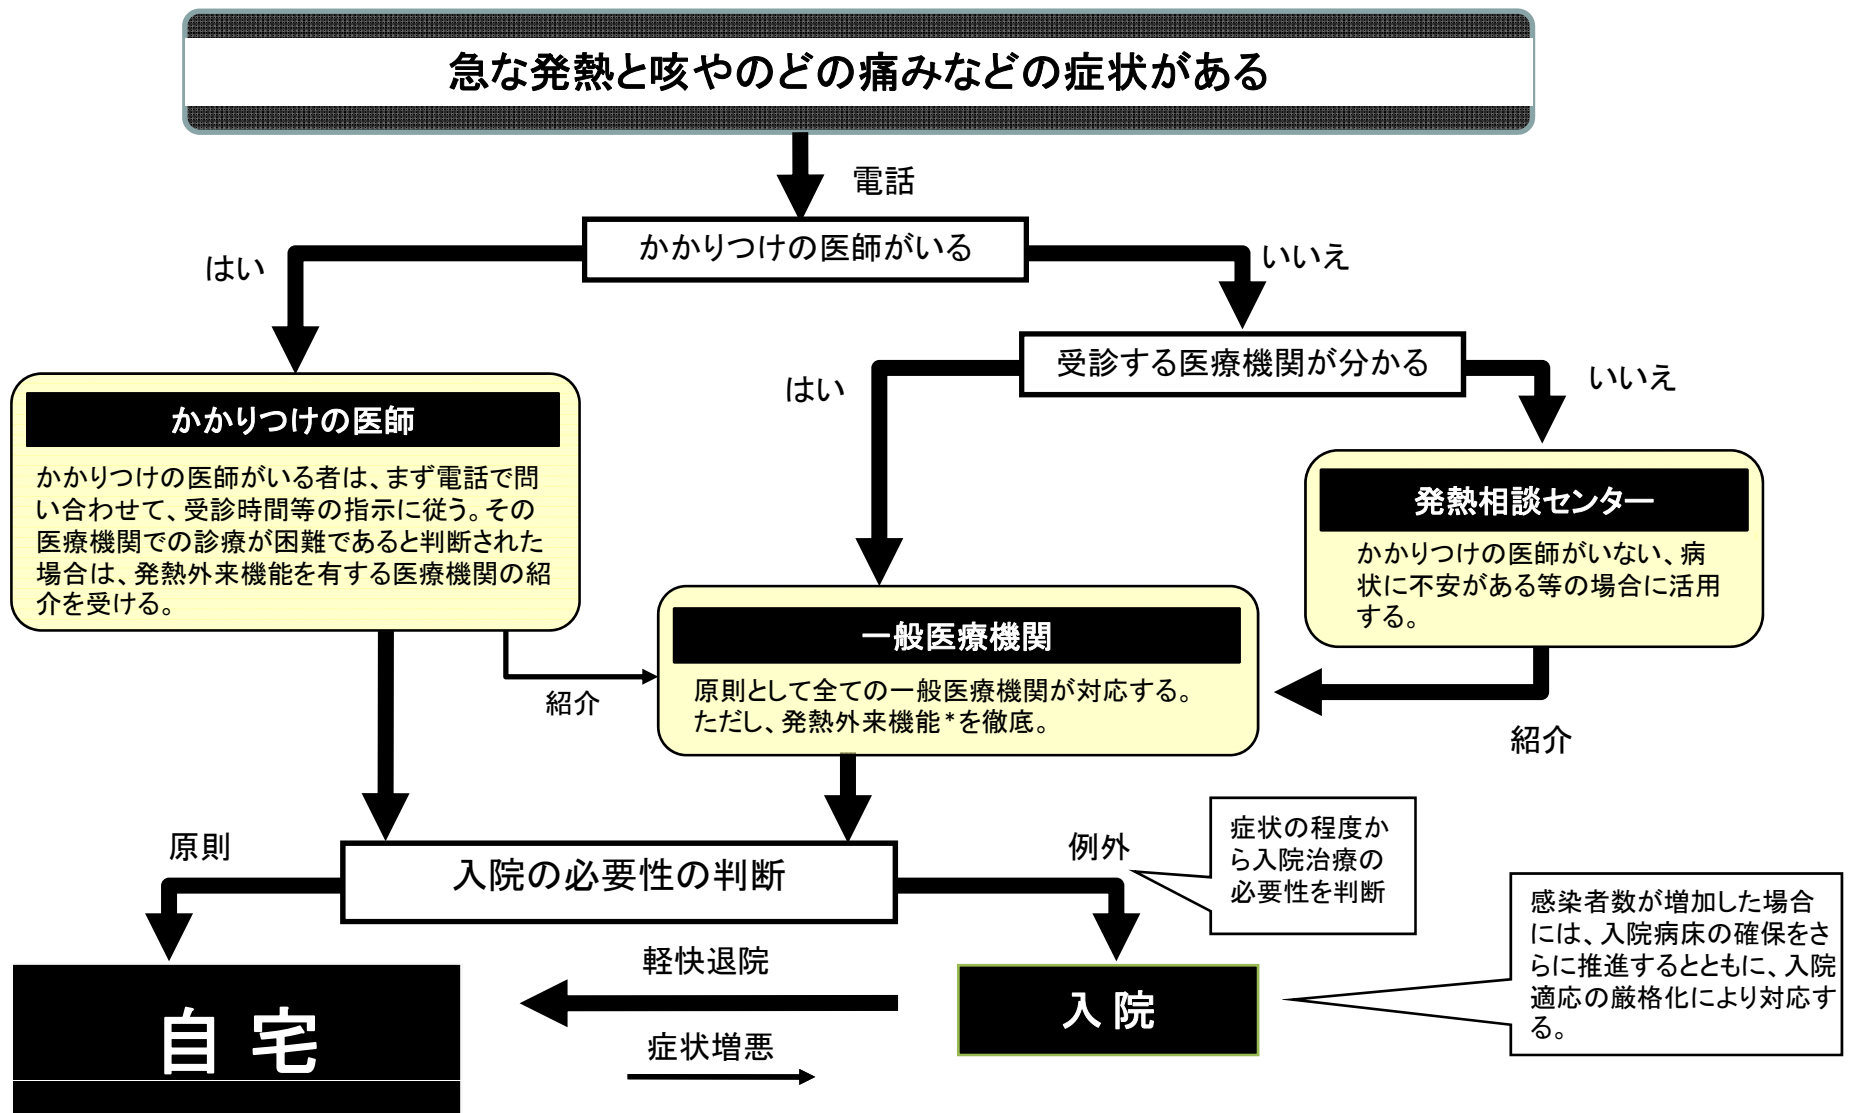 急な発熱と咳やのどの痛みなどの症状がある
電話
かかりつけの医師がいる
はい
いいえ
受診する医療機関が分かる
はい
いいえ
かかりつけの医師
かかりつけの医師がいる者は、まず電話で問
い合わせて、受診時間等の指示に従う。その
医療機関での診療が困難であると判断された
場合は、発熱外来機能を有する医療機関の紹
介を受ける。
発熱相談センター
かかりつけの医師がいない、病
状に不安がある等の場合に活用
する。
一般医療機関
原則として全ての一般医療機関が対応する。
ただし、発熱外来機能*を徹底。
紹介
紹介
入院の必要性の判断
原則
例外
症状の程度か
ら入院治療の
必要性を判断
感染者数が増加した場合
には、入院病床の確保をさ
らに推進するとともに、入院
適応の厳格化により対応す
る。
自 宅
軽快退院
症状増悪
入 院